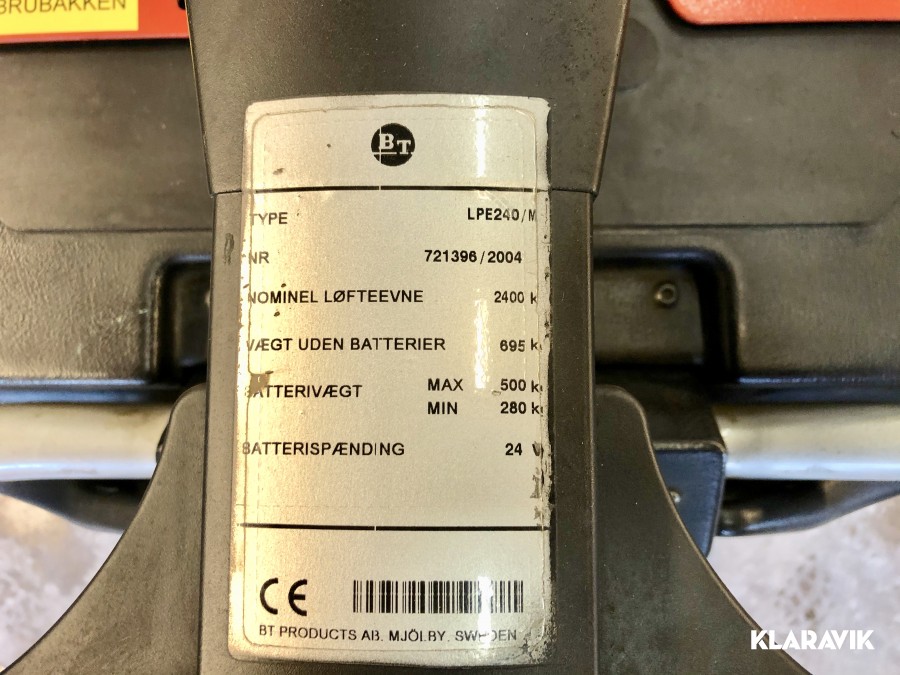 BRUBAKKEN
BT
TYPE LPE240/M
NR 721396/2004
NOMINEL LØFTEEVNE 2400 k
VÆGT UDEN BATTERIER 695 k
BATTERIVÆGT MAX 500 k
MIN 280 k
BATTERISPÆNDING 24 V
CE
BT PRODUCTS AB, MJÖLBY, SWEDEN
KLARAVIK